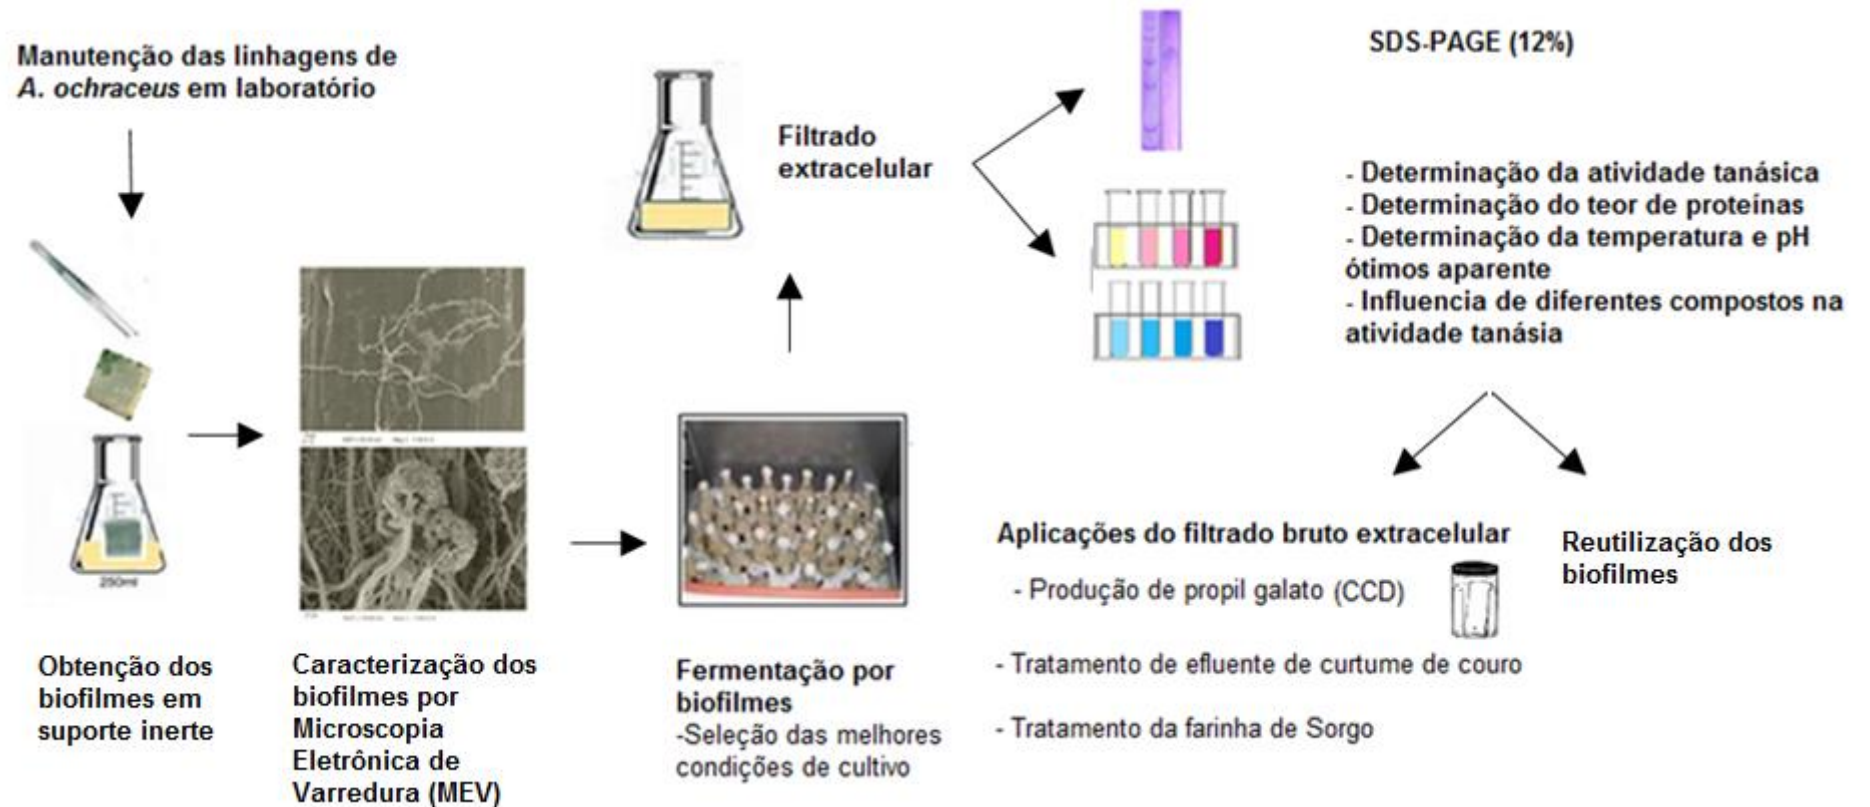 Manutenção das linhagens de
A. ochraceus em laboratório
250ml
Obtenção dos
biofilmes em
suporte inerte
Caracterização dos
biofilmes por
Microscopia
Eletrônica de
Varredura (MEV)
Fermentação por
biofilmes
-Seleção das melhores
condições de cultivo
Filtrado
extracelular
SDS-PAGE (12%)
- Determinação da atividade tanásica
- Determinação do teor de proteínas
- Determinação da temperatura e pH
ótimos aparente
- Influencia de diferentes compostos na
atividade tanásia
Aplicações do filtrado bruto extracelular
- Produção de propil galato (CCD)
- Tratamento de efluente de curtume de couro
- Tratamento da farinha de Sorgo
Reutilização dos
biofilmes